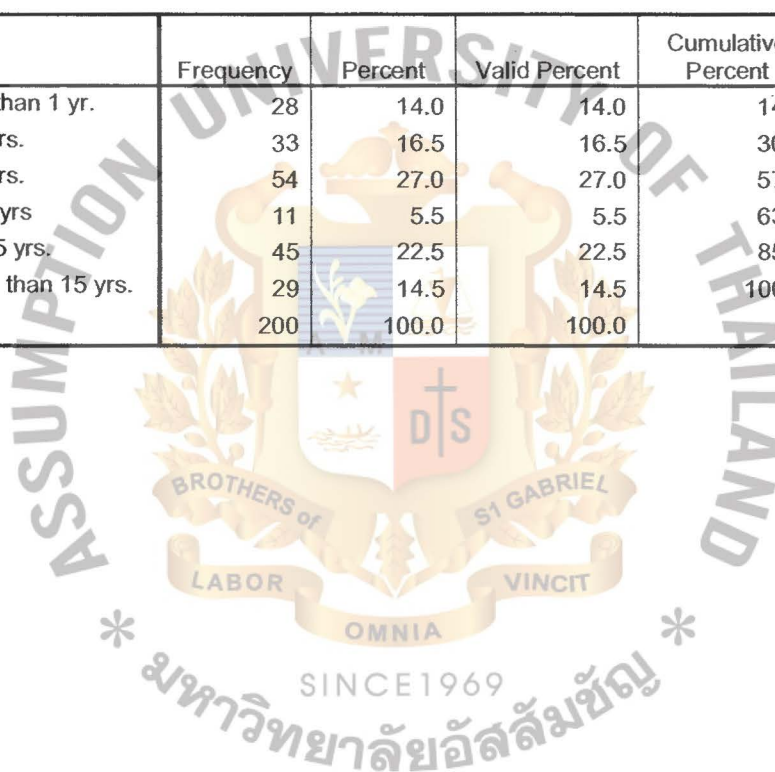 Frequency Percent Valid Percent Cumulative Percent
than 1 yr. 28 14.0 14.0
rs. 33 16.5 16.5
rs. 54 27.0 27.0
yrs 11 5.5 5.5
5 yrs. 45 22.5 22.5
than 15 yrs. 29 14.5 14.5
200 100.0 100.0
ASSUMPTION UNIVERSITY OF THAILAND
A M
D S
BROTHERS of S1 GABRIEL
LABOR VINCIT
OMNIA
SINCE1969
มหาวิทยาลัยอัสสัมชัญ